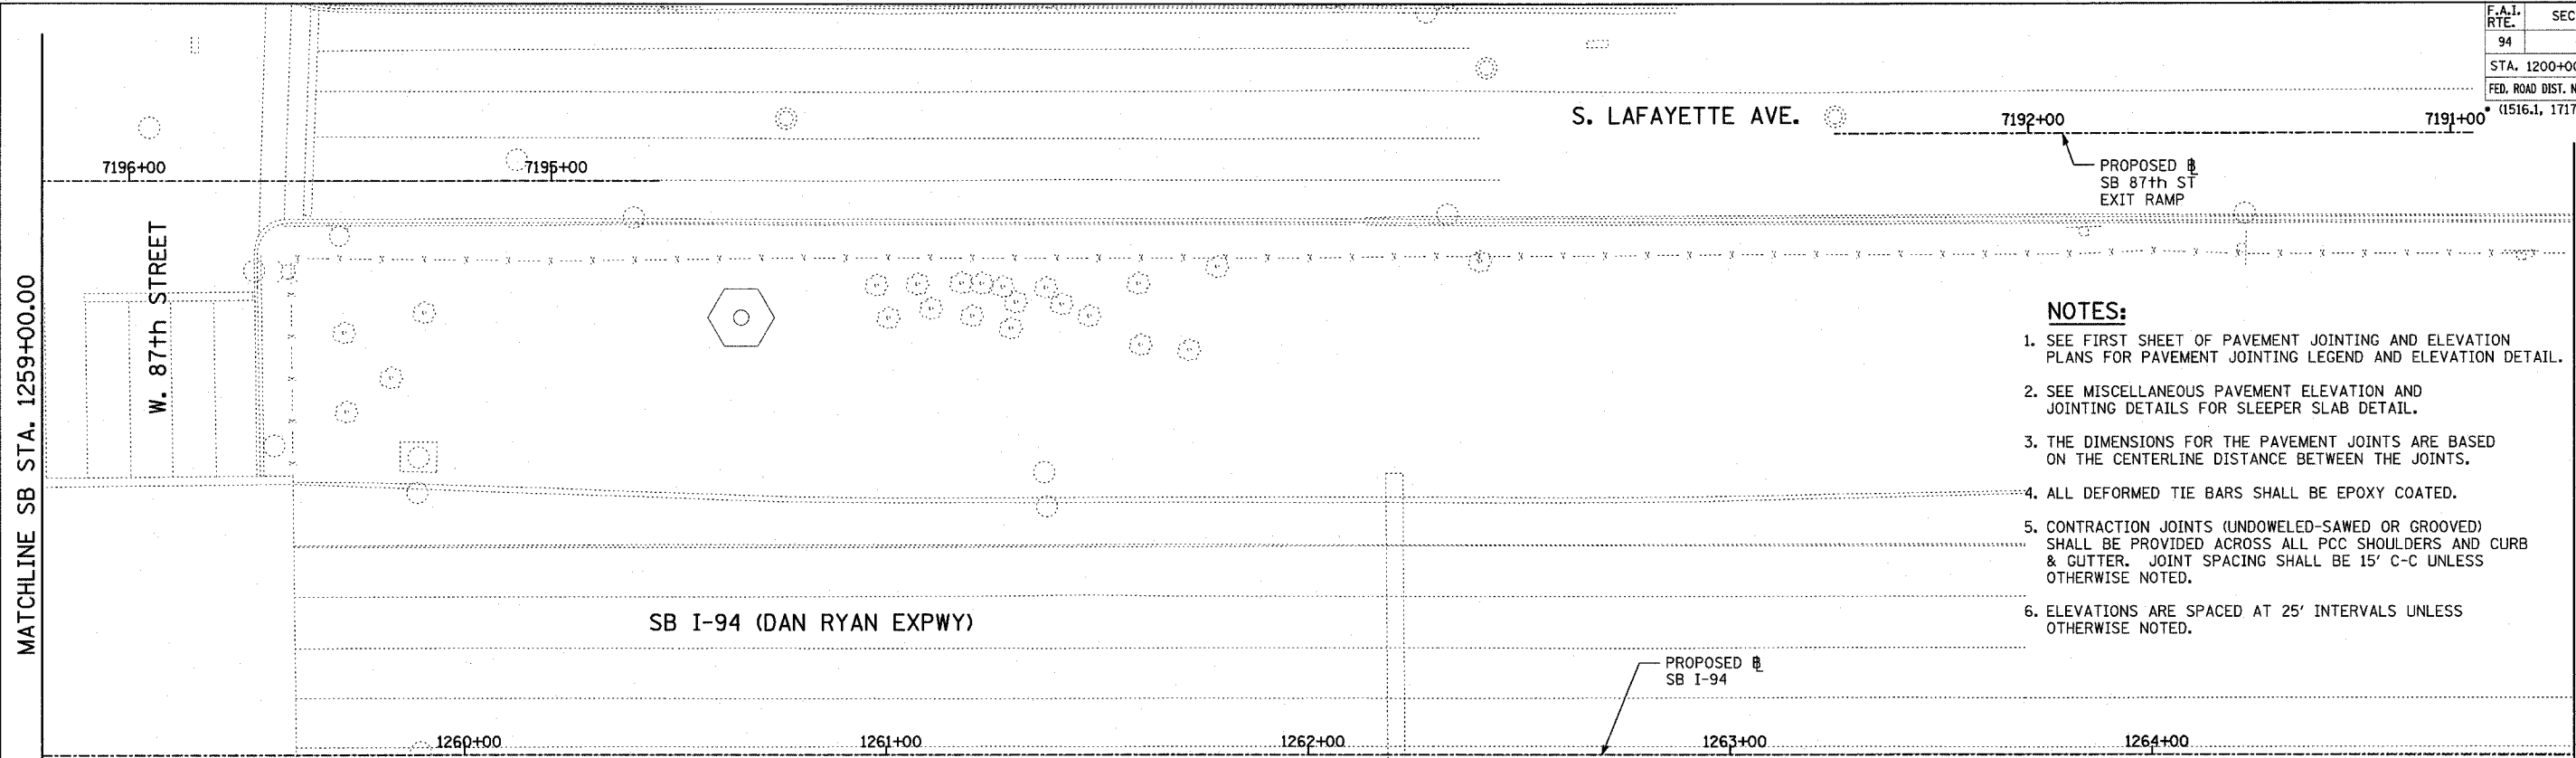 F.A.I.
RTE.
SEC
94
STA. 1200+00
FED. ROAD DIST. N
• (1516.1, 1717
S. LAFAYETTE AVE.
7192+00
7191+00
7196+00
7195+00
PROPOSED ℄
SB 87th ST
EXIT RAMP
MATCHLINE SB STA. 1259+00.00
W. 87th STREET
NOTES:
1. SEE FIRST SHEET OF PAVEMENT JOINTING AND ELEVATION
PLANS FOR PAVEMENT JOINTING LEGEND AND ELEVATION DETAIL.
2. SEE MISCELLANEOUS PAVEMENT ELEVATION AND
JOINTING DETAILS FOR SLEEPER SLAB DETAIL.
3. THE DIMENSIONS FOR THE PAVEMENT JOINTS ARE BASED
ON THE CENTERLINE DISTANCE BETWEEN THE JOINTS.
4. ALL DEFORMED TIE BARS SHALL BE EPOXY COATED.
5. CONTRACTION JOINTS (UNDOWELED-SAWED OR GROOVED)
SHALL BE PROVIDED ACROSS ALL PCC SHOULDERS AND CURB
& GUTTER. JOINT SPACING SHALL BE 15' C-C UNLESS
OTHERWISE NOTED.
6. ELEVATIONS ARE SPACED AT 25' INTERVALS UNLESS
OTHERWISE NOTED.
SB I-94 (DAN RYAN EXPWY)
PROPOSED ℄
SB I-94
1260+00
1261+00
1262+00
1263+00
1264+00